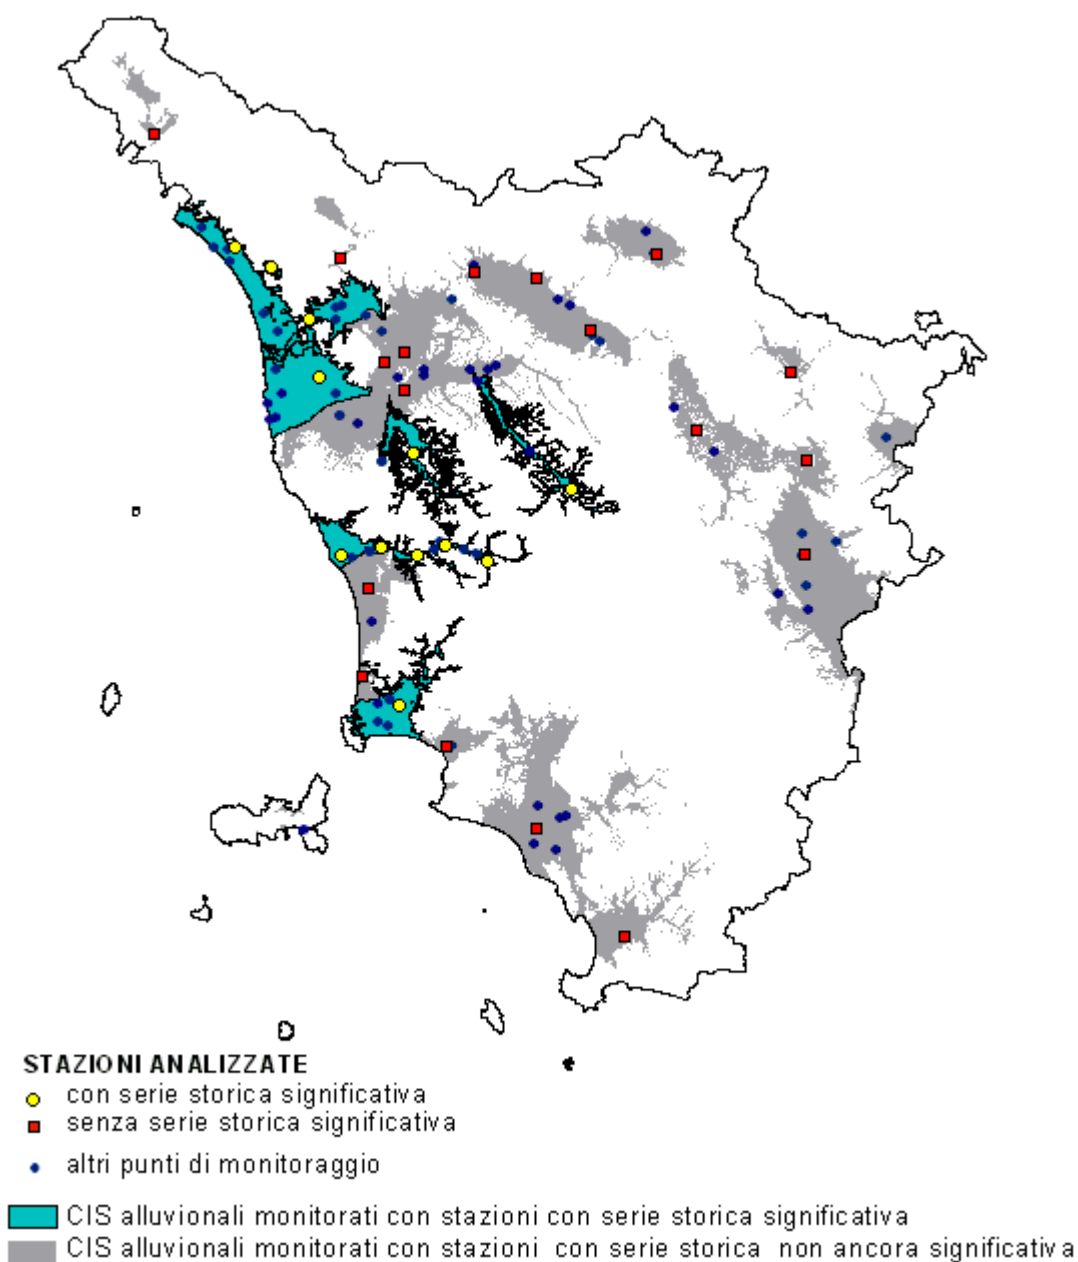 STAZIONI ANALIZZATE
con serie storica significativa
senza serie storica significativa
altri punti di monitoraggio
CIS alluvionali monitorati con stazioni con serie storica significativa
CIS alluvionali monitorati con stazioni con serie storica non ancora significativa